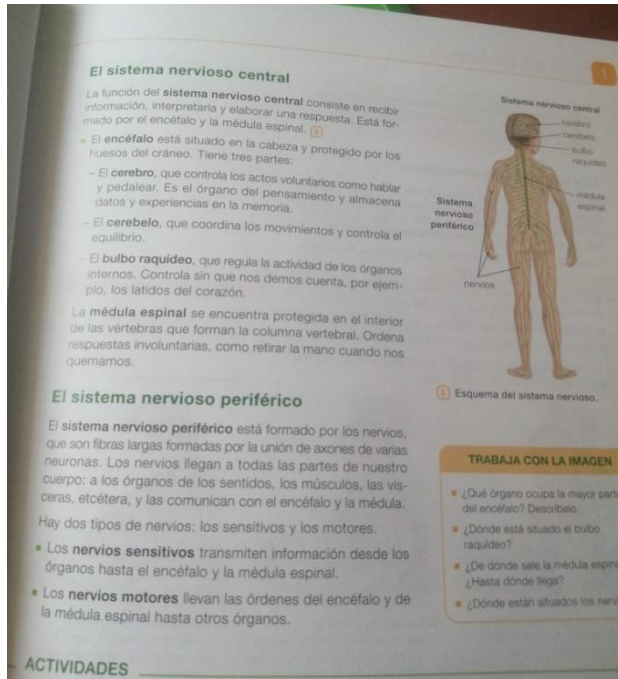 1
El sistema nervioso central
La función del sistema nervioso central consiste en recibir
información, interpretarla y elaborar una respuesta. Está for-
mado por el encéfalo y la médula espinal.
El encéfalo está situado en la cabeza y protegido por los
huesos del cráneo. Tiene tres partes:
– El cerebro, que controla los actos voluntarios como hablar
y pedalear. Es el órgano del pensamiento y almacena
datos y experiencias en la memoria.
– El cerebelo, que coordina los movimientos y controla el
equilibrio.
– El bulbo raquídeo, que regula la actividad de los órganos
internos. Controla sin que nos demos cuenta, por ejem-
plo, los latidos del corazón.
La médula espinal se encuentra protegida en el interior
de las vértebras que forman la columna vertebral. Ordena
respuestas involuntarias, como retirar la mano cuando nos
quemamos.
Sistema nervioso central
cerebro
cerebelo
bulbo
raquídeo
médula
espinal
Sistema
nervioso
periférico
nervios
Esquema del sistema nervioso.
El sistema nervioso periférico
El sistema nervioso periférico está formado por los nervios,
que son fibras largas formadas por la unión de axones de varias
neuronas. Los nervios llegan a todas las partes de nuestro
cuerpo: a los órganos de los sentidos, los músculos, las vís-
ceras, etcétera, y las comunican con el encéfalo y la médula.
Hay dos tipos de nervios: los sensitivos y los motores.
Los nervios sensitivos transmiten información desde los
órganos hasta el encéfalo y la médula espinal.
Los nervios motores llevan las órdenes del encéfalo y de
la médula espinal hasta otros órganos.
TRABAJA CON LA IMAGEN
¿Qué órgano ocupa la mayor part
del encéfalo? Descríbelo.
¿Dónde está situado el bulbo
raquídeo?
¿De dónde sale la médula espin
¿Hasta dónde llega?
¿Dónde están situados los nerv
ACTIVIDADES